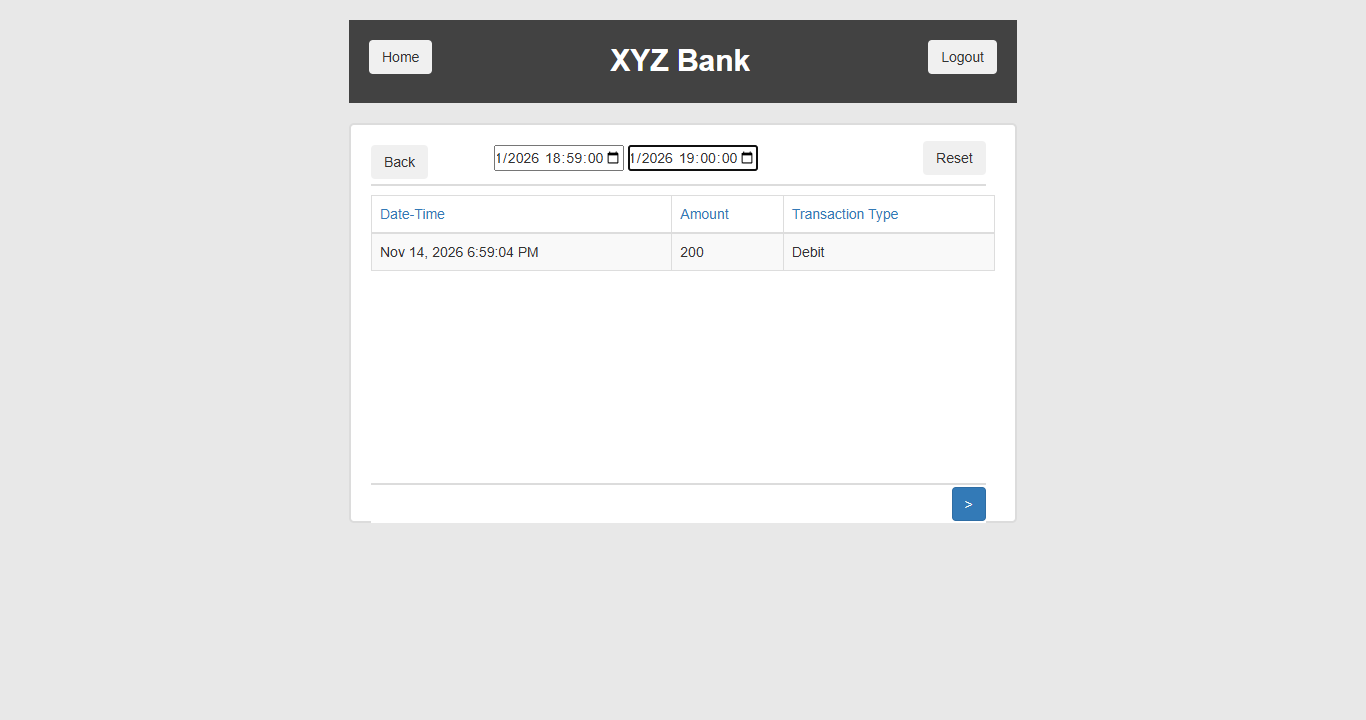 Home XYZ Bank Logout
Back 1/2026 18:59:00 1/2026 19:00:00 Reset
Date-Time Amount Transaction Type
Nov 14, 2026 6:59:04 PM 200 Debit
>